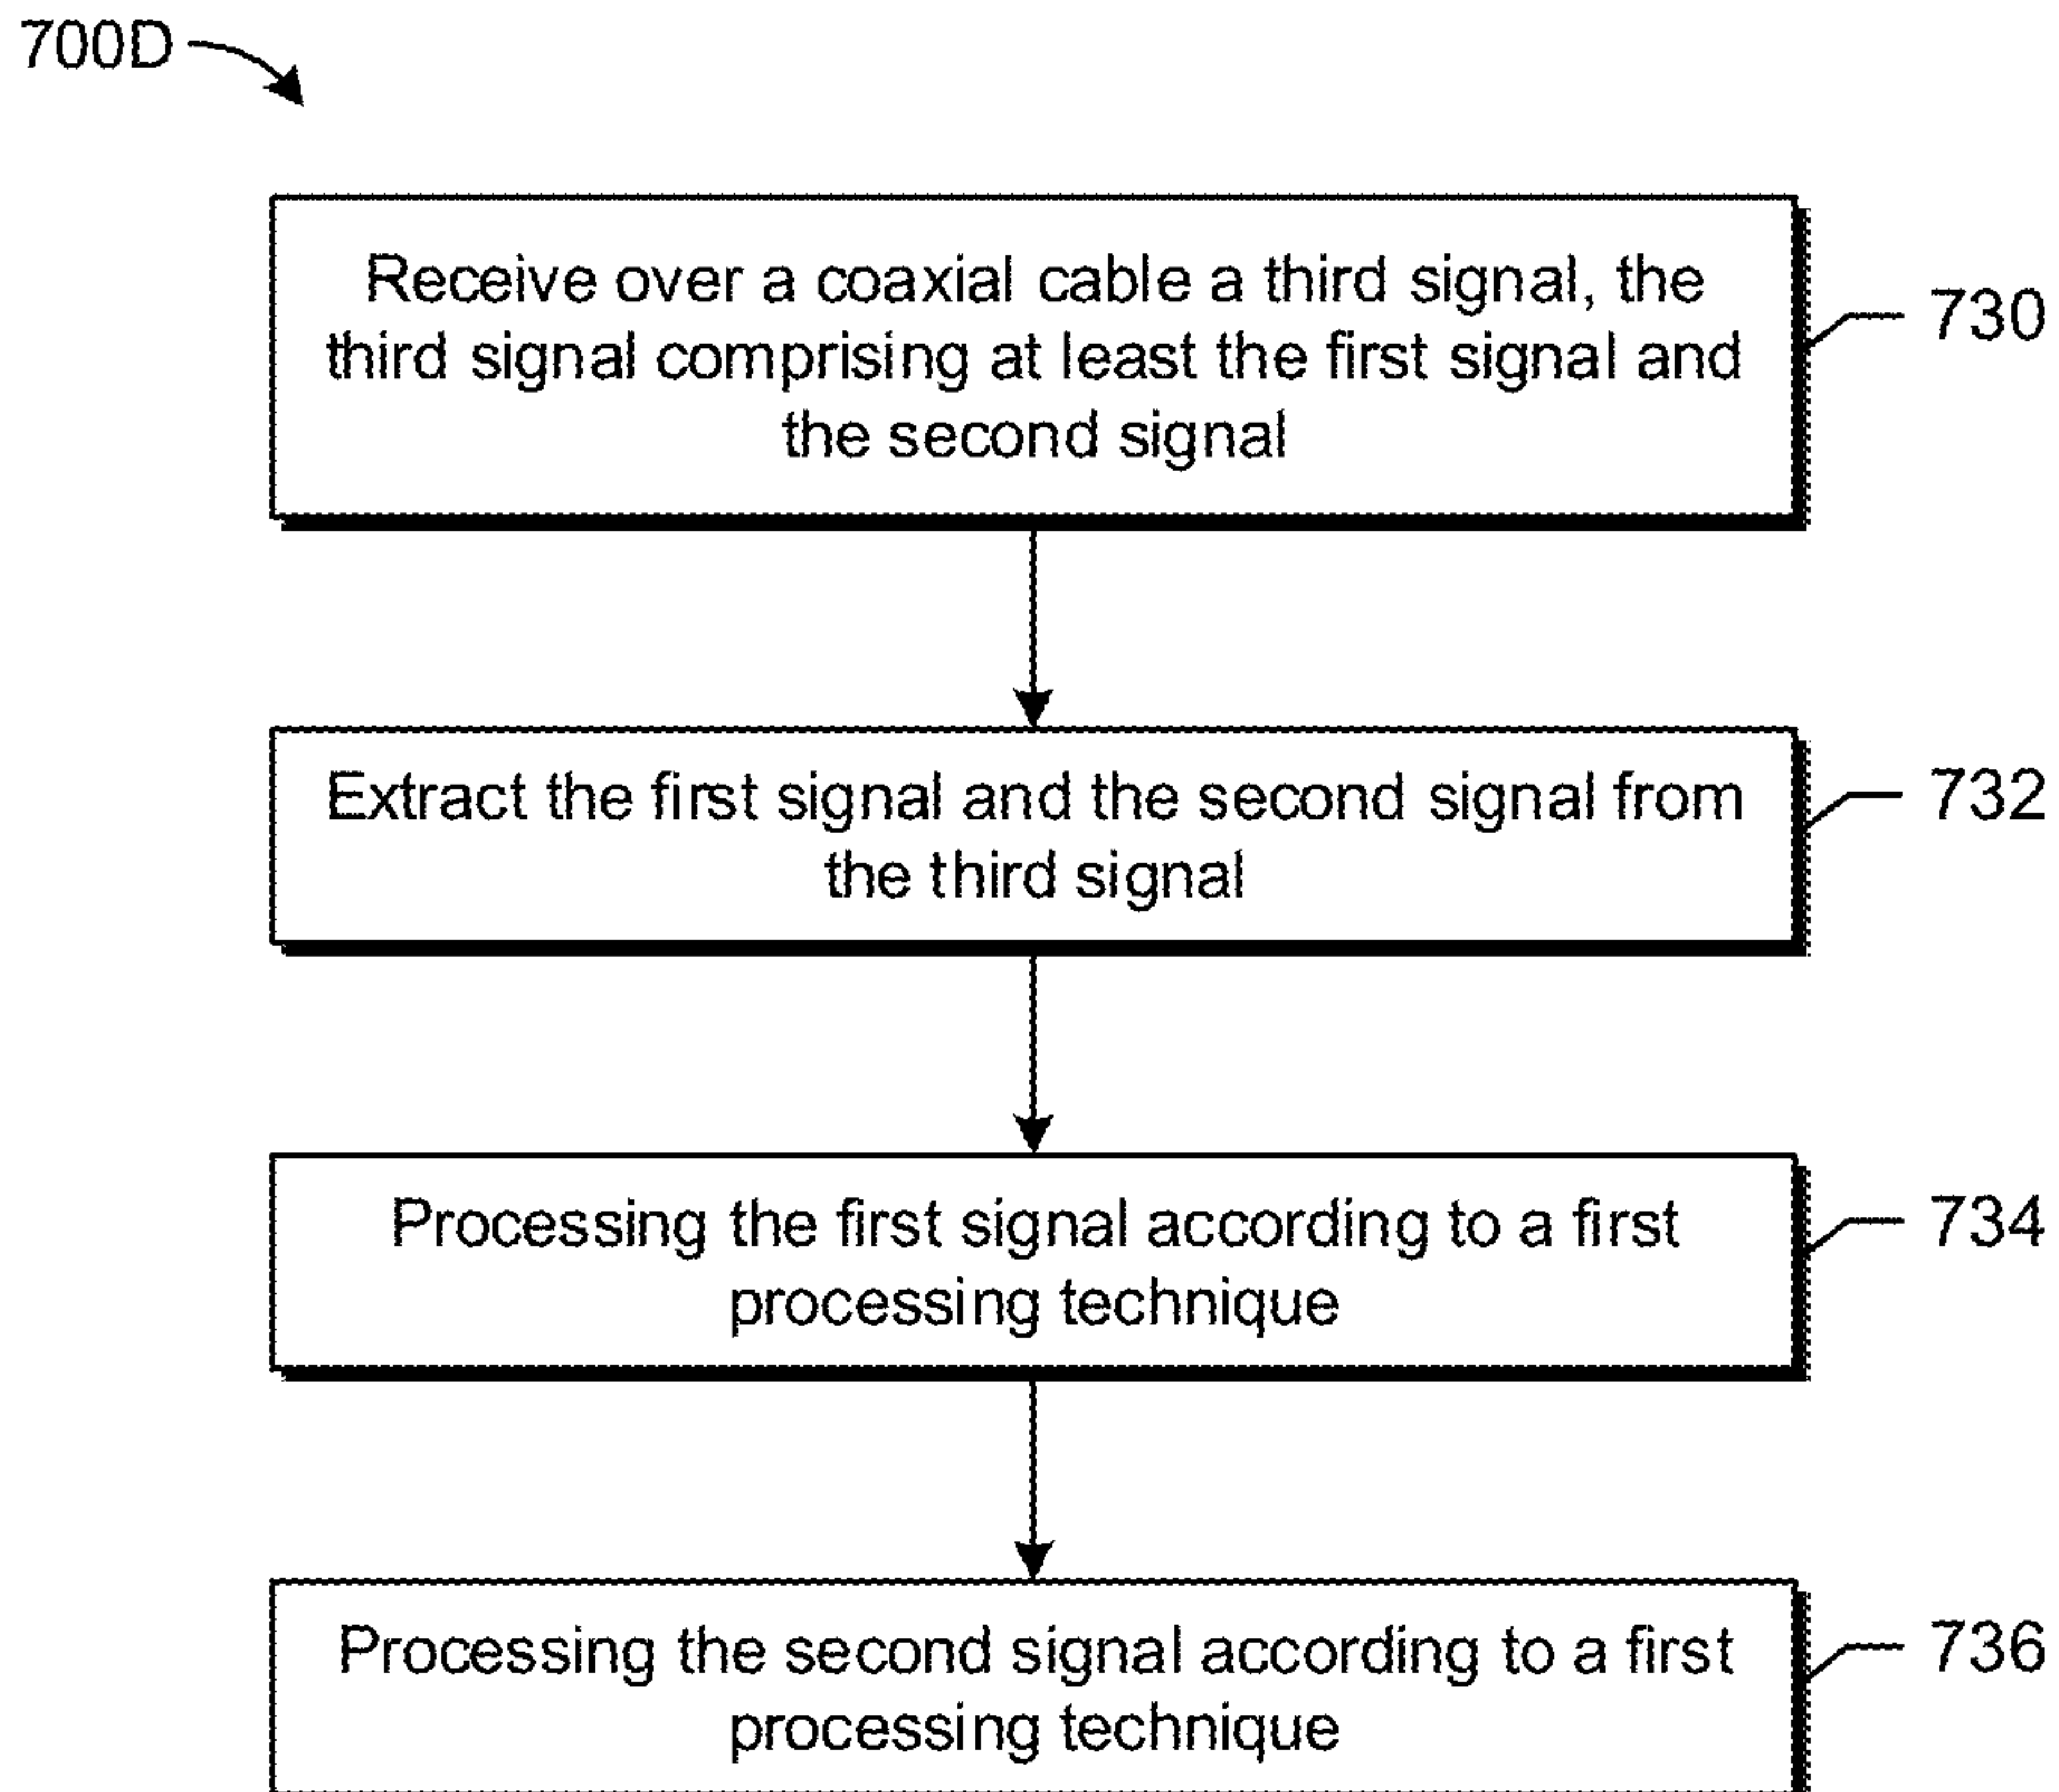 700D
Receive over a coaxial cable a third signal, the
third signal comprising at least the first signal and
the second signal
730
Extract the first signal and the second signal from
the third signal
732
Processing the first signal according to a first
processing technique
734
Processing the second signal according to a first
processing technique
736